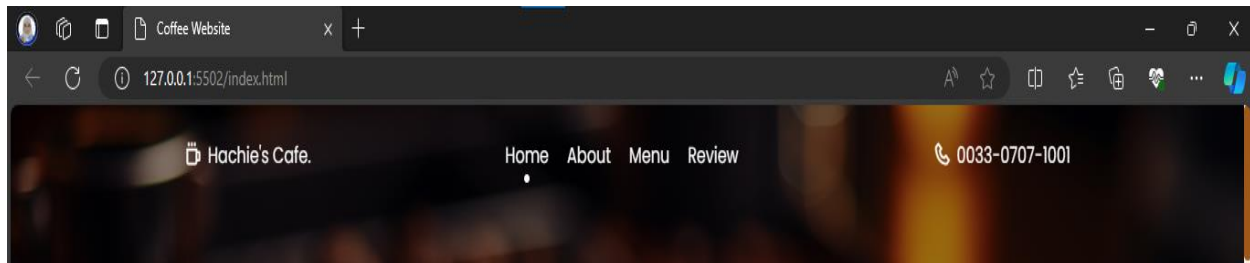 Coffee Website
127.0.0.1:5502/index.html
Hachie's Cafe. Home About Menu Review 0033-0707-1001